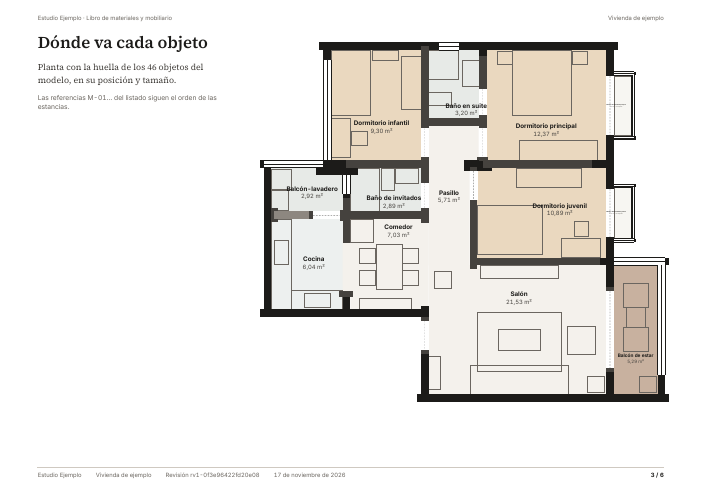 Estudio Ejemplo · Libro de materiales y mobiliario
Vivienda de ejemplo
Dónde va cada objeto
Planta con la huella de los 46 objetos del
modelo, en su posición y tamaño.
Las referencias M-01… del listado siguen el orden de las
estancias.
Baño en suite
3,20 m²
Dormitorio infantil
9,30 m²
Dormitorio principal
12,37 m²
Balcón-lavadero
2,92 m²
Baño de invitados
2,89 m²
Pasillo
5,71 m²
Dormitorio juvenil
10,89 m²
Comedor
7,03 m²
Cocina
6,04 m²
Salón
21,53 m²
Balcón de estar
Estudio Ejemplo
Vivienda de ejemplo
Revisión rv1-0f3e96422fd20e08
17 de noviembre de 2026
3 / 6